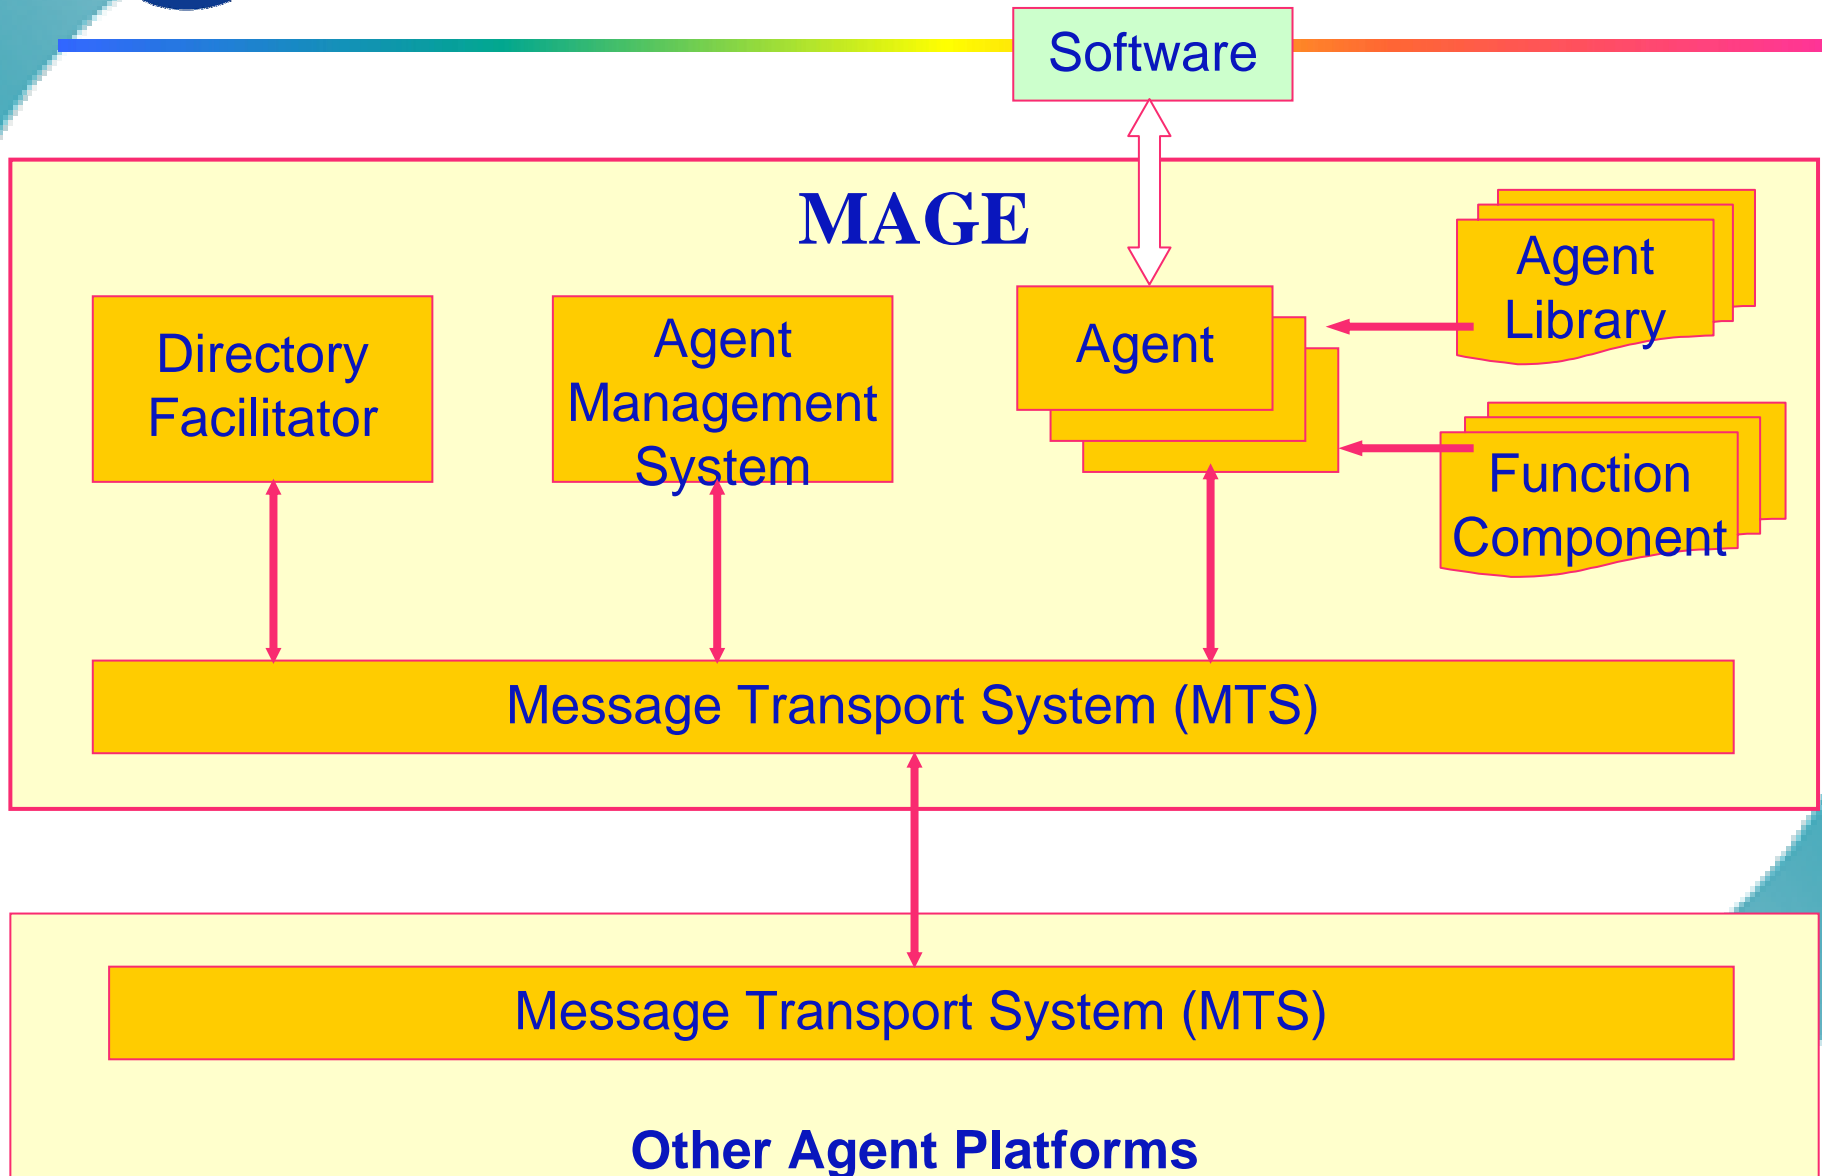 Software
MAGE
Agent
Library
Directory
Facilitator
Agent
Management
System
Agent
Function
Component
Message Transport System (MTS)
Message Transport System (MTS)
Other Agent Platforms